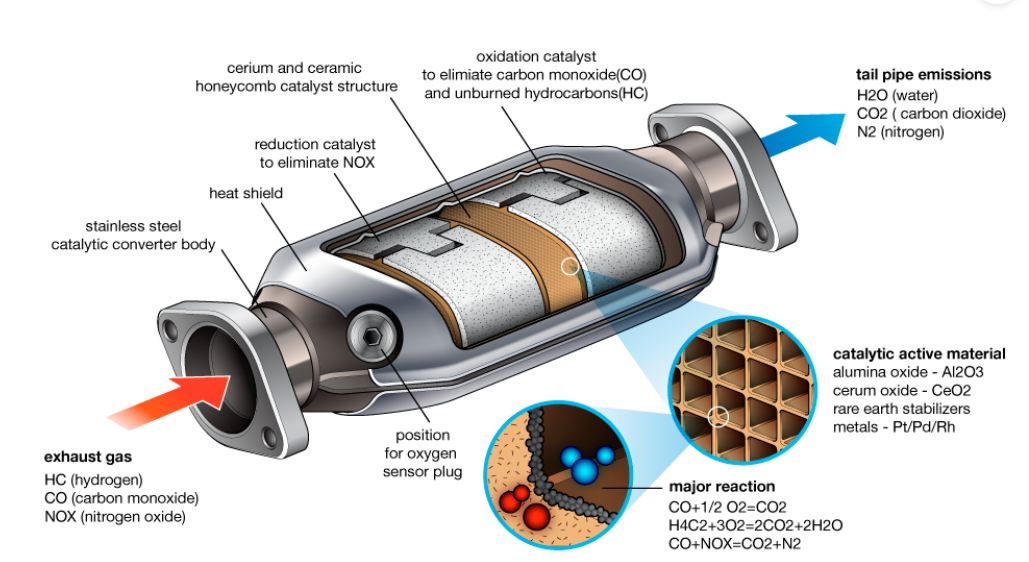 cerium and ceramic
honeycomb catalyst structure
oxidation catalyst
to elimiate carbon monoxide(CO)
and unburned hydrocarbons(HC)
tail pipe emissions
H2O (water)
CO2 ( carbon dioxide)
N2 (nitrogen)
reduction catalyst
to eliminate NOX
heat shield
stainless steel
catalytic converter body
catalytic active material
alumina oxide - Al2O3
cerum oxide - CeO2
rare earth stabilizers
metals - Pt/Pd/Rh
position
for oxygen
sensor plug
exhaust gas
HC (hydrogen)
CO (carbon monoxide)
NOX (nitrogen oxide)
major reaction
CO+1/2 O2=CO2
H4C2+3O2=2CO2+2H2O
CO+NOX=CO2+N2